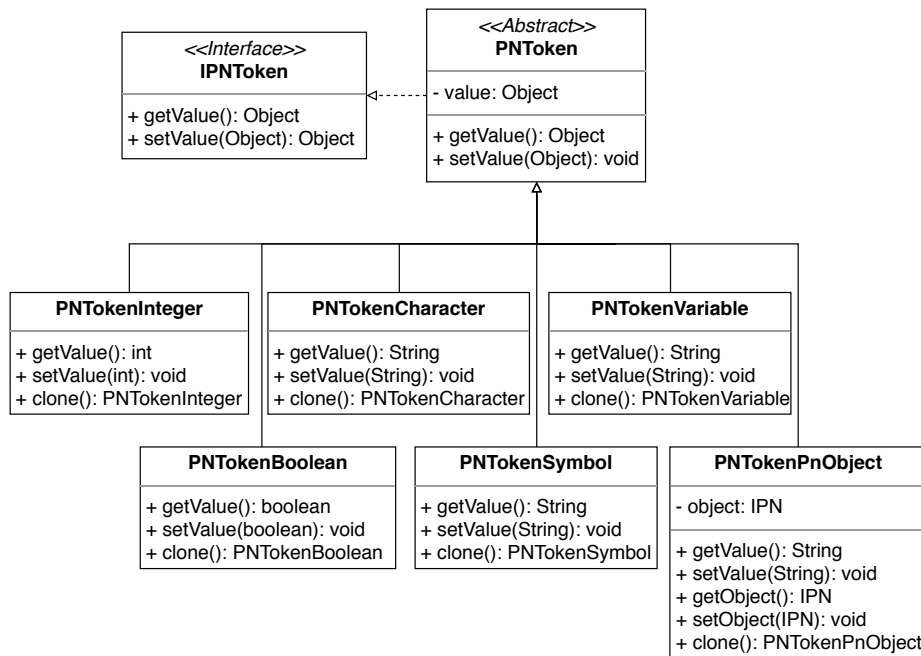 <<Interface>>
IPNToken
+ getValue(): Object
+ setValue(Object): Object
<<Abstract>>
PNToken
- value: Object
+ getValue(): Object
+ setValue(Object): void
PNTokenInteger
+ getValue(): int
+ setValue(int): void
+ clone(): PNTokenInteger
PNTokenCharacter
+ getValue(): String
+ setValue(String): void
+ clone(): PNTokenCharacter
PNTokenVariable
+ getValue(): String
+ setValue(String): void
+ clone(): PNTokenVariable
PNTokenBoolean
+ getValue(): boolean
+ setValue(boolean): void
+ clone(): PNTokenBoolean
PNTokenSymbol
+ getValue(): String
+ setValue(String): void
+ clone(): PNTokenSymbol
PNTokenPnObject
- object: IPN
+ getValue(): String
+ setValue(String): void
+ getObject(): IPN
+ setObject(IPN): void
+ clone(): PNTokenPnObject